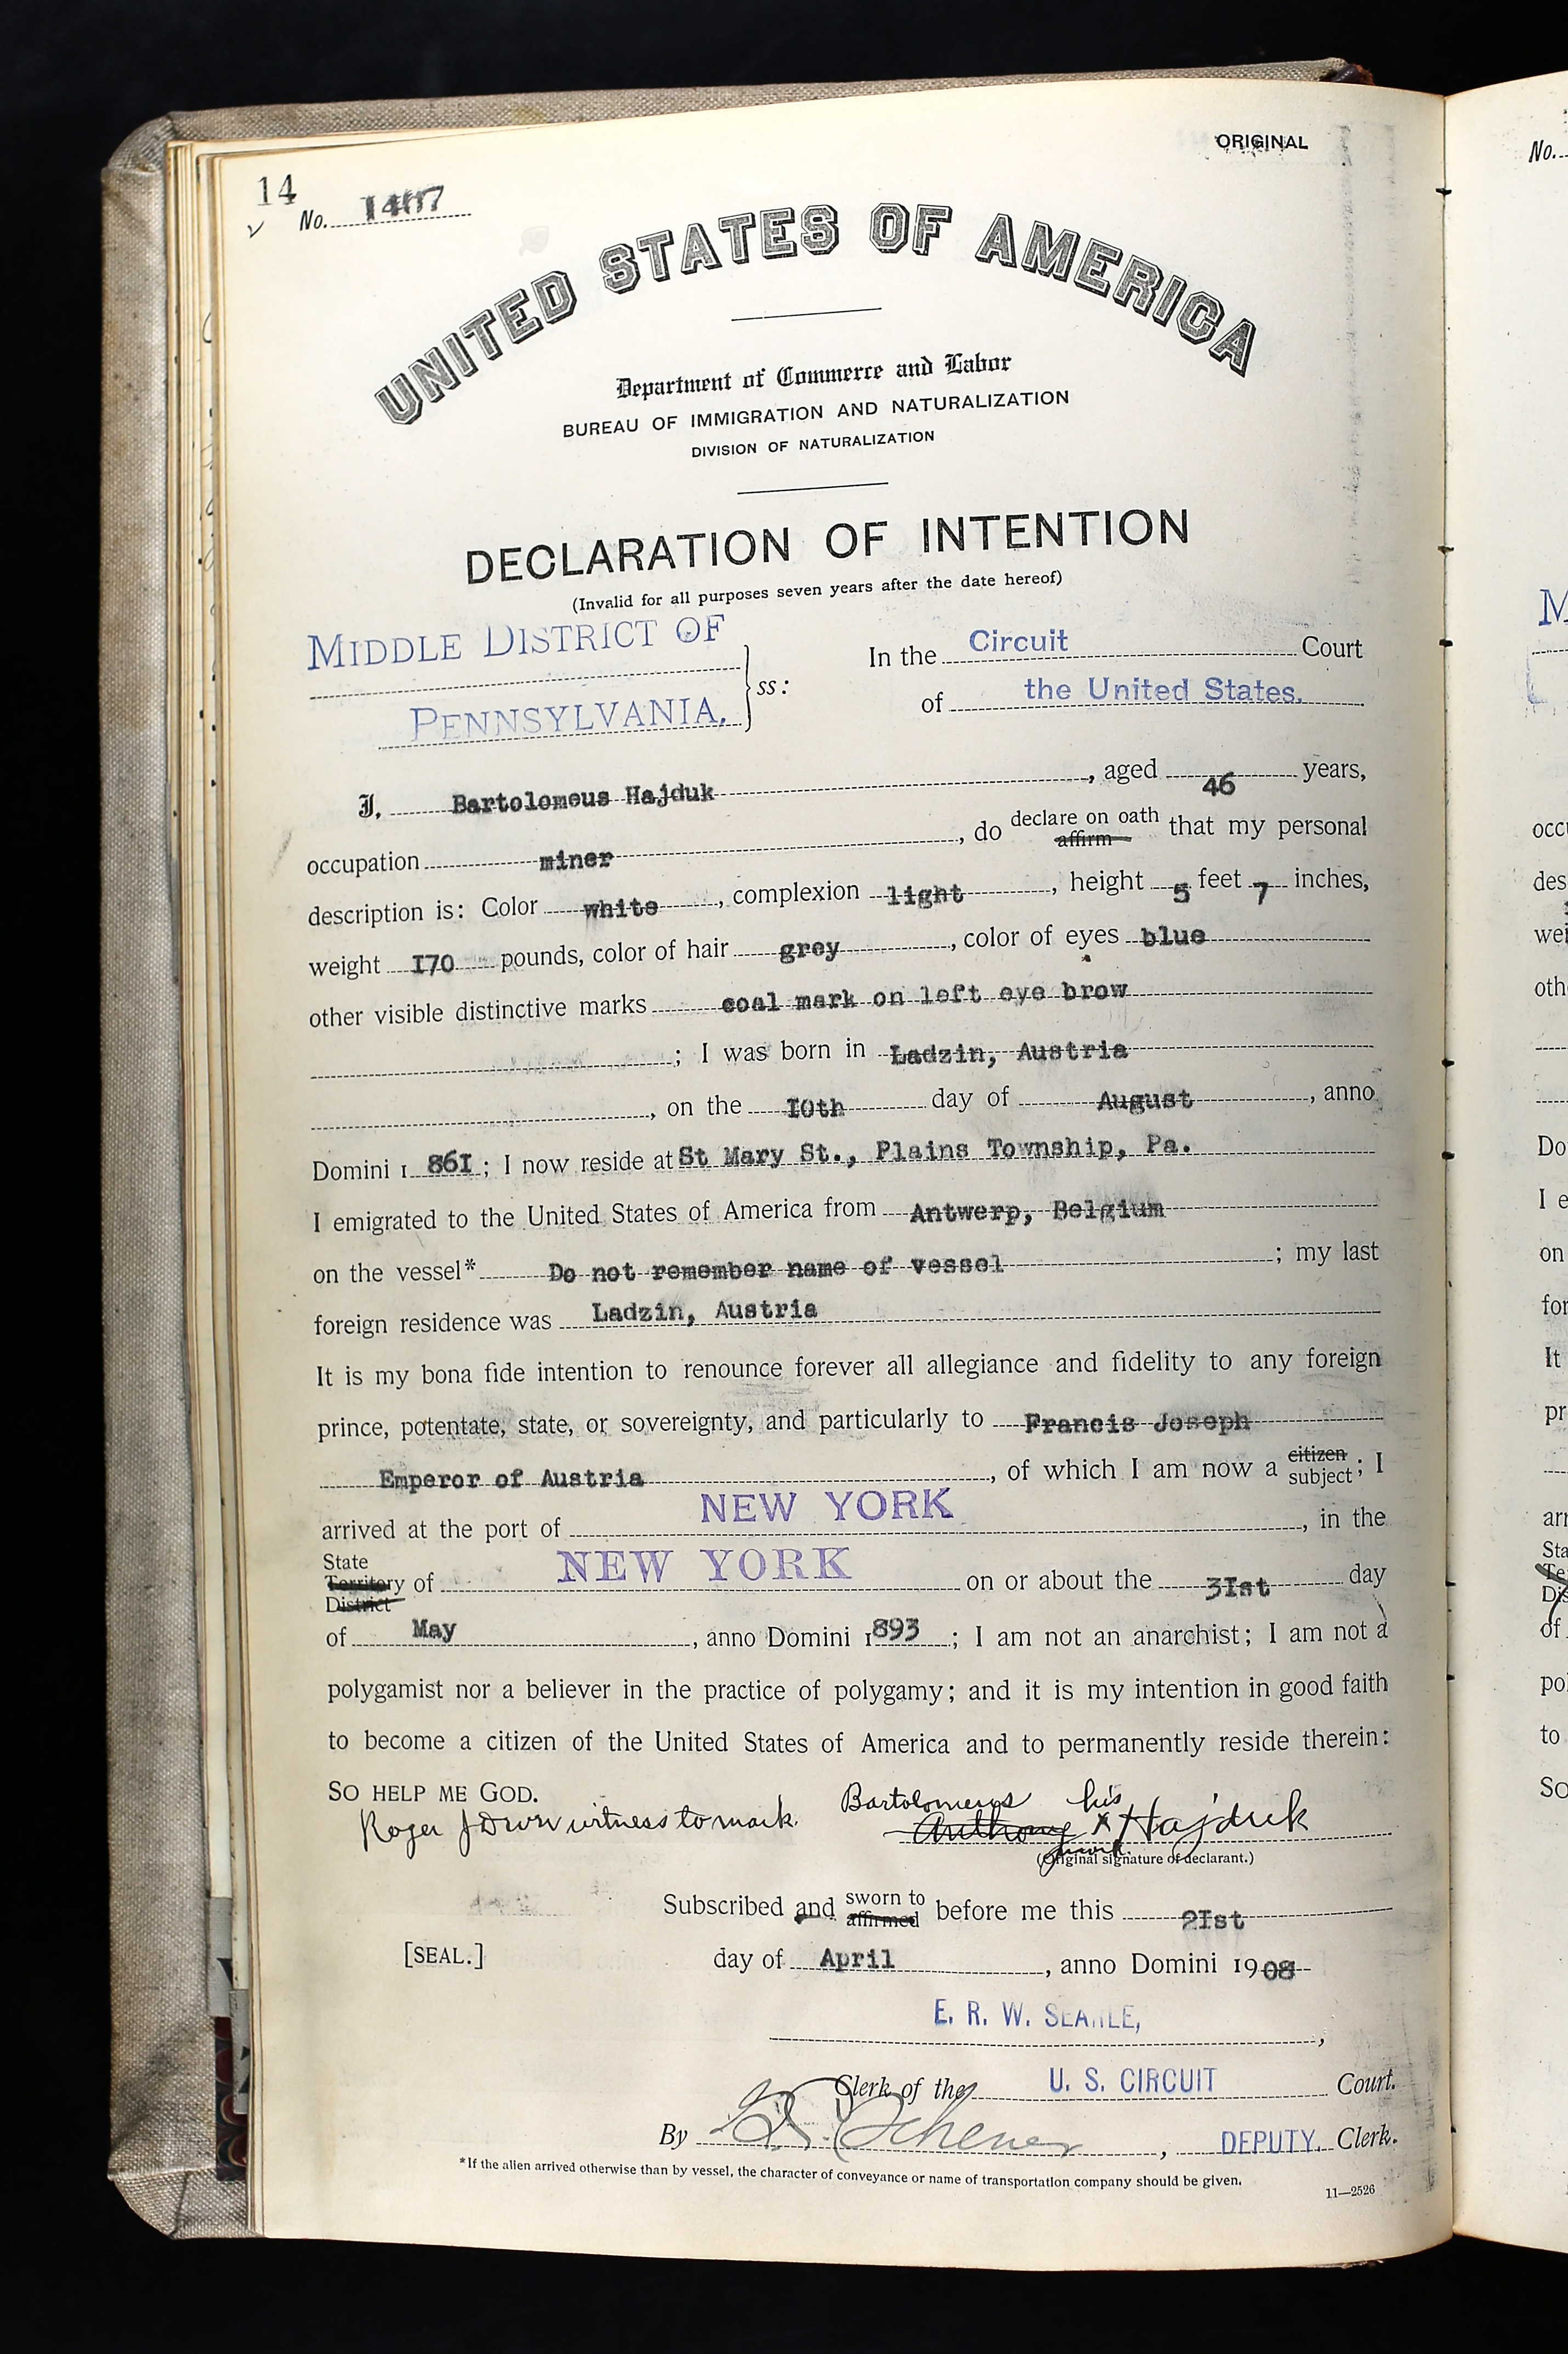 ORIGINAL
14
No. 1407
UNITED STATES OF AMERICA
Department of Commerce and Labor
BUREAU OF IMMIGRATION AND NATURALIZATION
DIVISION OF NATURALIZATION
DECLARATION OF INTENTION
(Invalid for all purposes seven years after the date hereof)
MIDDLE DISTRICT OF
PENNSYLVANIA. ss:
In the Circuit Court
of the United States.
I, Bartolomeus Hajduk, aged 46 years,
occupation miner, do declare on oath affirm that my personal
description is: Color white, complexion light, height 5 feet 7 inches,
weight 170 pounds, color of hair grey, color of eyes blue
other visible distinctive marks coal mark on left eye brow
; I was born in Ladzin, Austria
, on the 10th day of August, anno
Domini 1861; I now reside at St Mary St., Plains Township, Pa.
I emigrated to the United States of America from Antwerp, Belgium
on the vessel* Do not remember name of vessel; my last
foreign residence was Ladzin, Austria
It is my bona fide intention to renounce forever all allegiance and fidelity to any foreign
prince, potentate, state, or sovereignty, and particularly to Francis Joseph
Emperor of Austria, of which I am now a citizen subject; I
arrived at the port of NEW YORK, in the
State Territory District of NEW YORK on or about the 31st day
of May, anno Domini 1893; I am not an anarchist; I am not a
polygamist nor a believer in the practice of polygamy; and it is my intention in good faith
to become a citizen of the United States of America and to permanently reside therein:
SO HELP ME GOD.
Roger J witness to mark.
Bartolomeus his
Anthony X Hajduk
mark
(Original signature of declarant.)
Subscribed and sworn to affirmed before me this 21st
[SEAL.] day of April, anno Domini 1908
E. R. W. SEARLE,
Clerk of the U. S. CIRCUIT Court.
By , DEPUTY. Clerk.
*If the alien arrived otherwise than by vessel, the character of conveyance or name of transportation company should be given.
11—2526
No.